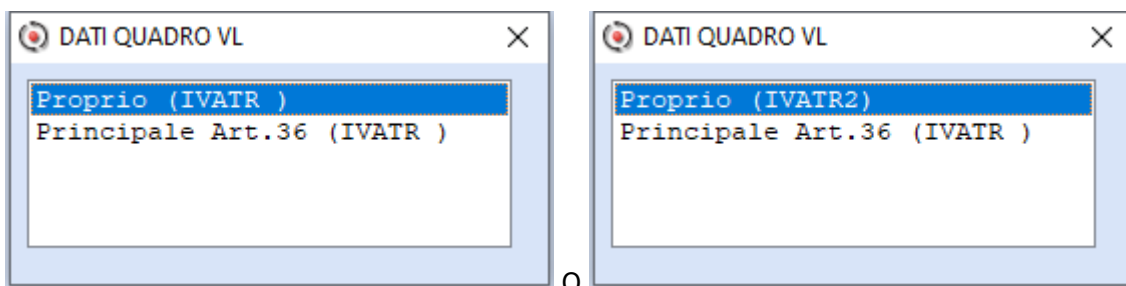 DATI QUADRO VL
Proprio (IVATR )
Principale Art.36 (IVATR )
o
DATI QUADRO VL
Proprio (IVATR2)
Principale Art.36 (IVATR )